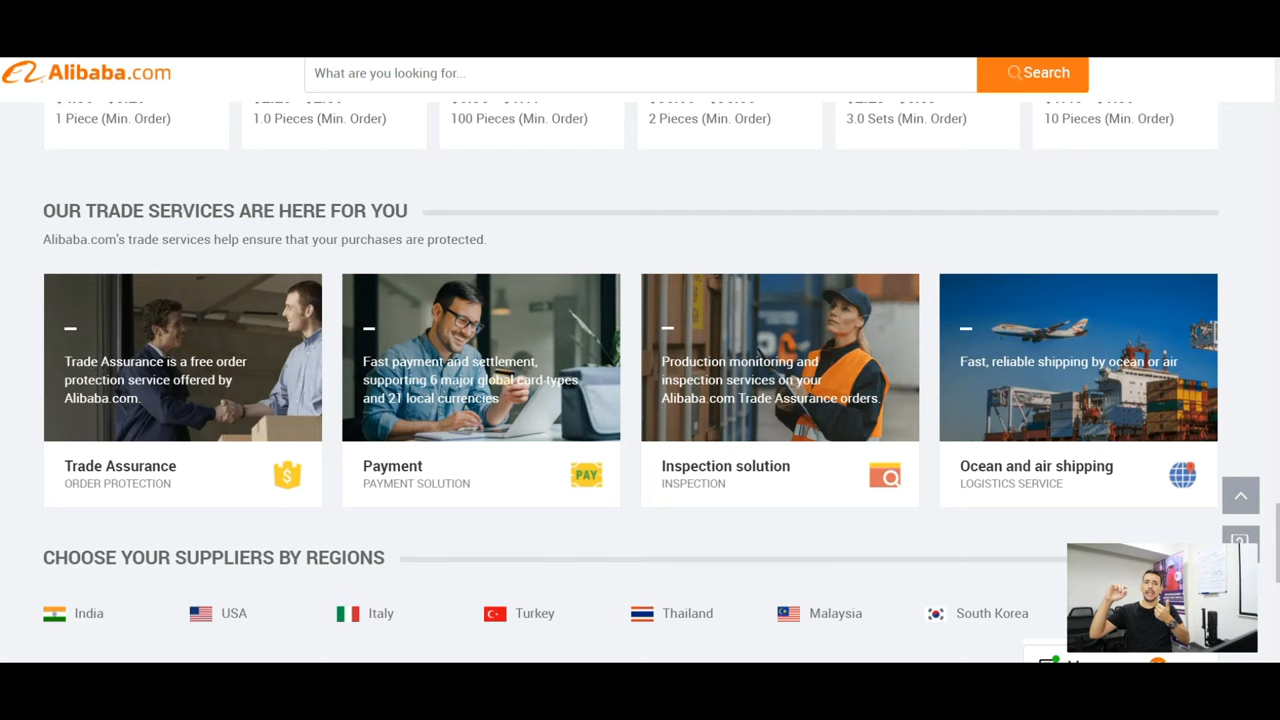 Alibaba.com
What are you looking for...
Search
1 Piece (Min. Order)
1.0 Pieces (Min. Order)
100 Pieces (Min. Order)
2 Pieces (Min. Order)
3.0 Sets (Min. Order)
10 Pieces (Min. Order)
OUR TRADE SERVICES ARE HERE FOR YOU
Alibaba.com's trade services help ensure that your purchases are protected.
Trade Assurance is a free order
protection service offered by
Alibaba.com.
Trade Assurance
ORDER PROTECTION
Fast payment and settlement,
supporting 6 major global card types
and 21 local currencies
Payment
PAYMENT SOLUTION
PAY
Production monitoring and
inspection services on your
Alibaba.com Trade Assurance orders.
Inspection solution
INSPECTION
Fast, reliable shipping by ocean or air
Ocean and air shipping
LOGISTICS SERVICE
CHOOSE YOUR SUPPLIERS BY REGIONS
India
USA
Italy
Turkey
Thailand
Malaysia
South Korea